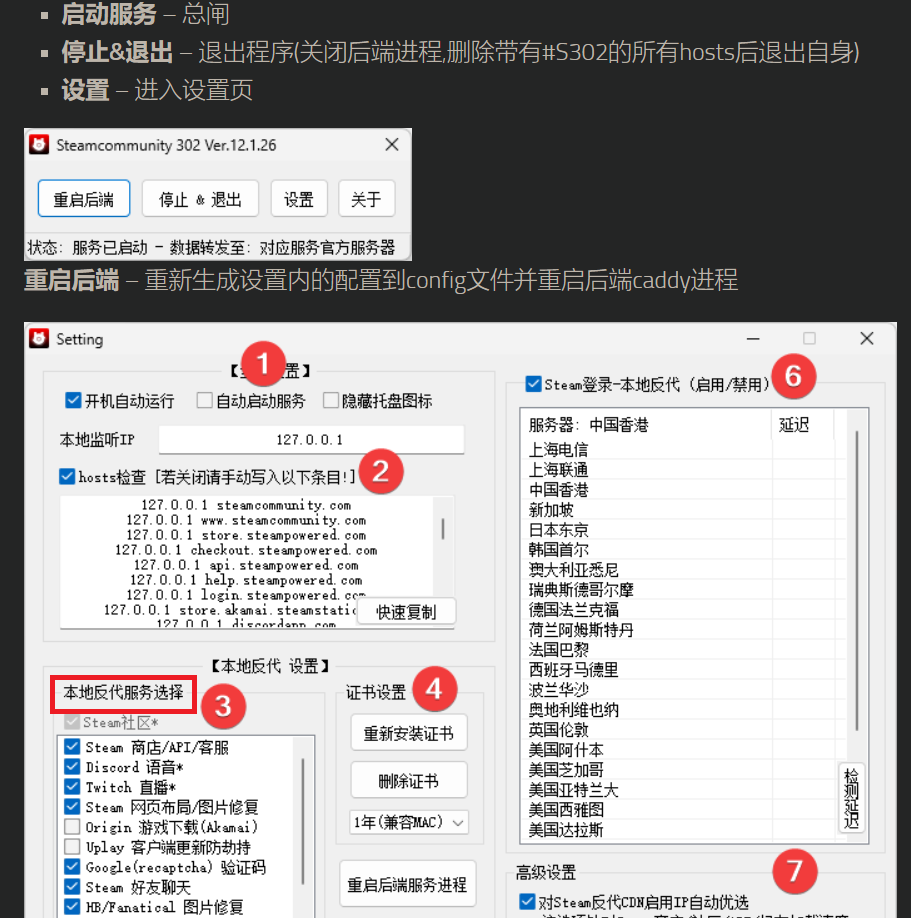 启动服务 – 总闸
停止&退出 – 退出程序(关闭后端进程,删除带有#S302的所有hosts后退出自身)
设置 – 进入设置页
Steamcommunity 302 Ver.12.1.26
重启后端
停止 & 退出
设置
关于
状态: 服务已启动 - 数据转发至: 对应服务官方服务器
重启后端 – 重新生成设置内的配置到config文件并重启后端caddy进程
Setting
1
置】
开机自动运行
自动启动服务
隐藏托盘图标
本地监听IP
127.0.0.1
hosts检查 [若关闭请手动写入以下条目!]
2
127.0.0.1 steamcommunity.com
127.0.0.1 www.steamcommunity.com
127.0.0.1 store.steampowered.com
127.0.0.1 checkout.steampowered.com
127.0.0.1 api.steampowered.com
127.0.0.1 help.steampowered.com
127.0.0.1 login.steampowered.com
127.0.0.1 store.akamai.steamstatic
127.0.0.1 discordapp.com
快速复制
【本地反代 设置】
本地反代服务选择
3
Steam社区*
Steam 商店/API/客服
Discord 语音*
Twitch 直播*
Steam 网页布局/图片修复
Origin 游戏下载(Akamai)
Uplay 客户端更新防劫持
Google(recaptcha) 验证码
Steam 好友聊天
HB/Fanatical 图片修复
证书设置
4
重新安装证书
删除证书
1年(兼容MAC)
重启后端服务进程
Steam登录-本地反代 (启用/禁用)
6
服务器: 中国香港
延迟
上海电信
上海联通
中国香港
新加坡
日本东京
韩国首尔
澳大利亚悉尼
瑞典斯德哥尔摩
德国法兰克福
荷兰阿姆斯特丹
法国巴黎
西班牙马德里
波兰华沙
奥地利维也纳
英国伦敦
美国阿什本
美国芝加哥
美国亚特兰大
美国西雅图
美国达拉斯
检测延迟
高级设置
7
对Steam反代CDN启用IP自动优选